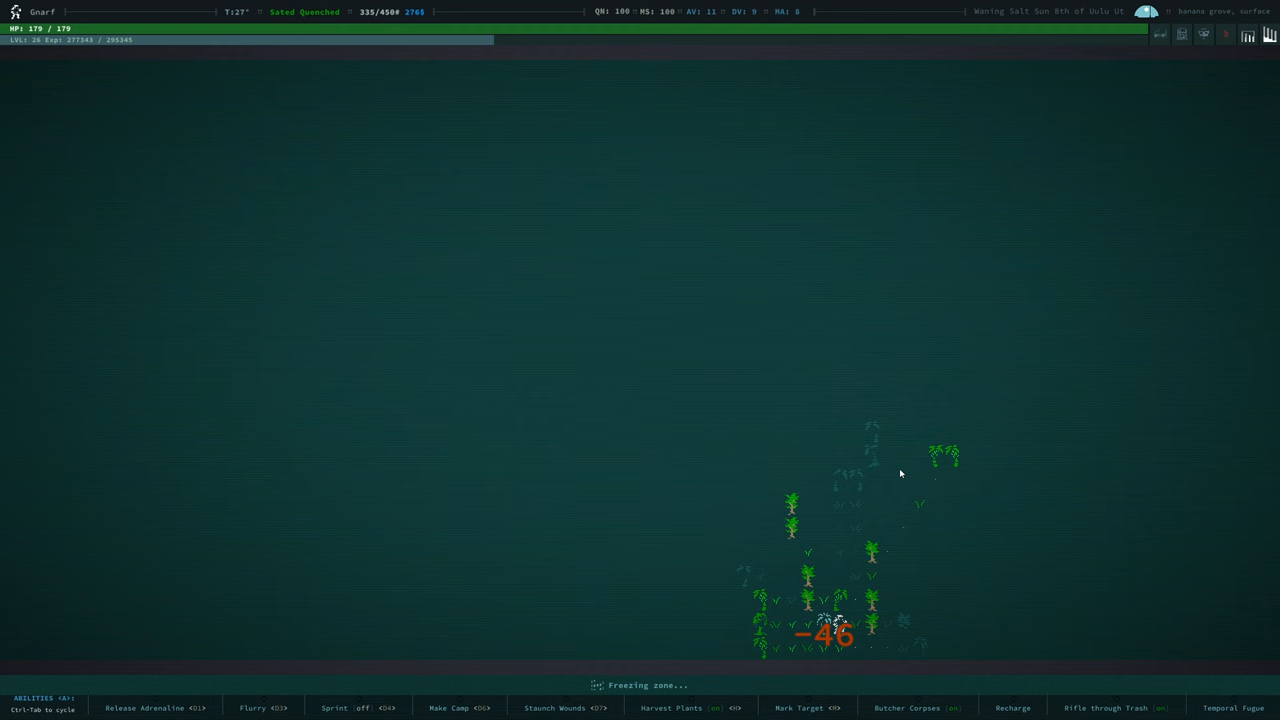 Gnarf T:27° Sated Quenched 335/450# 276$ QN: 100 MS: 100 AV: 11 DV: 9 MA: 8 Waning Salt Sun 8th of Uulu Ut banana grove, surface
HP: 179 / 179
LVL: 26 Exp: 277343 / 295345
-46
Freezing zone...
ABILITIES <A>:
Ctrl-Tab to cycle
Release Adrenaline <D1> Flurry <D3> Sprint [off] <D4> Make Camp <D6> Staunch Wounds <D7> Harvest Plants [on] <H> Mark Target <M> Butcher Corpses [on] Recharge Rifle through Trash [on] Temporal Fugue